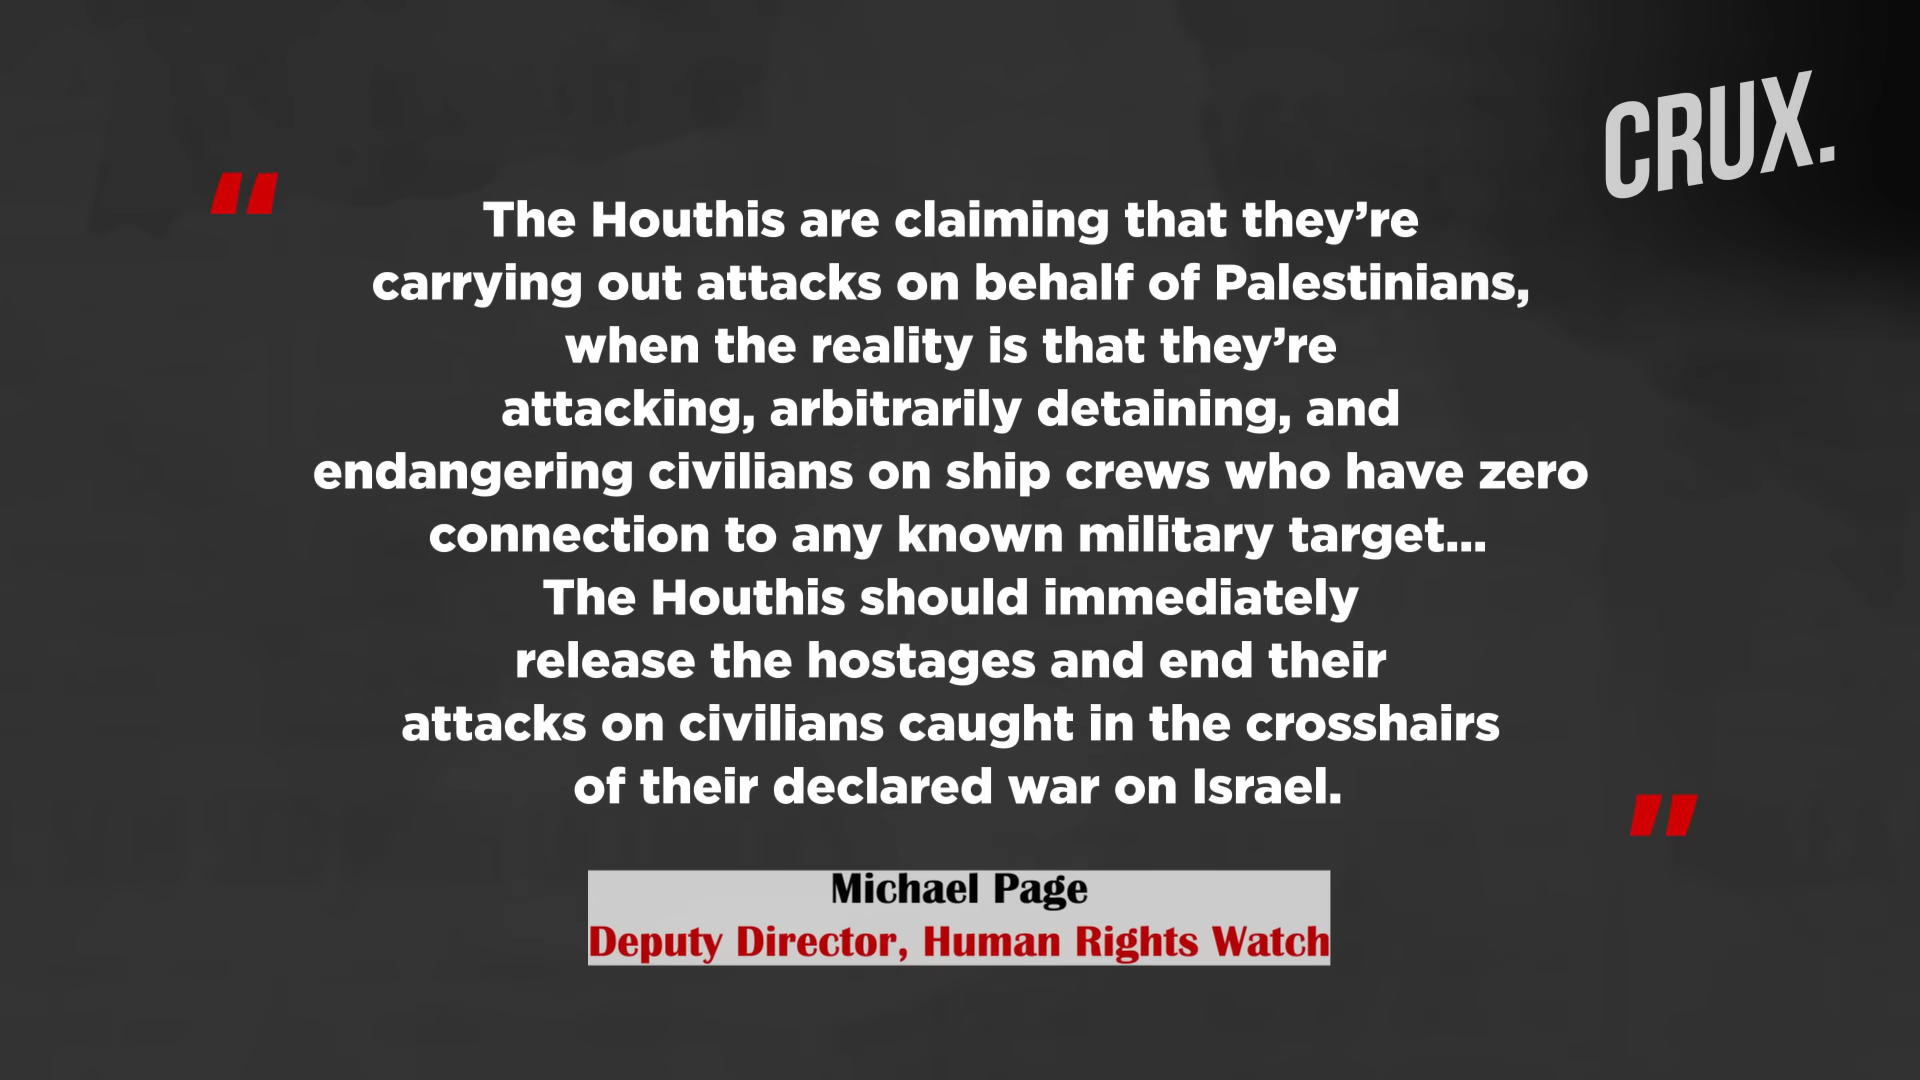 CRUX.
“
The Houthis are claiming that they’re
carrying out attacks on behalf of Palestinians,
when the reality is that they’re
attacking, arbitrarily detaining, and
endangering civilians on ship crews who have zero
connection to any known military target...
The Houthis should immediately
release the hostages and end their
attacks on civilians caught in the crosshairs
of their declared war on Israel.
”
Michael Page
Deputy Director, Human Rights Watch